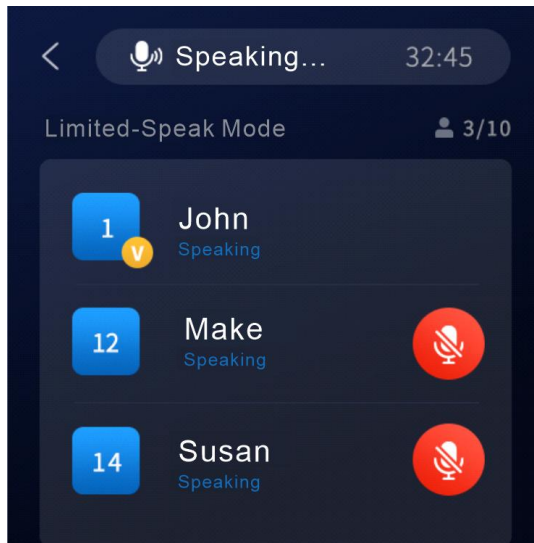 Speaking... 32:45
Limited-Speak Mode 3/10
1 John
V Speaking
12 Make
Speaking
14 Susan
Speaking